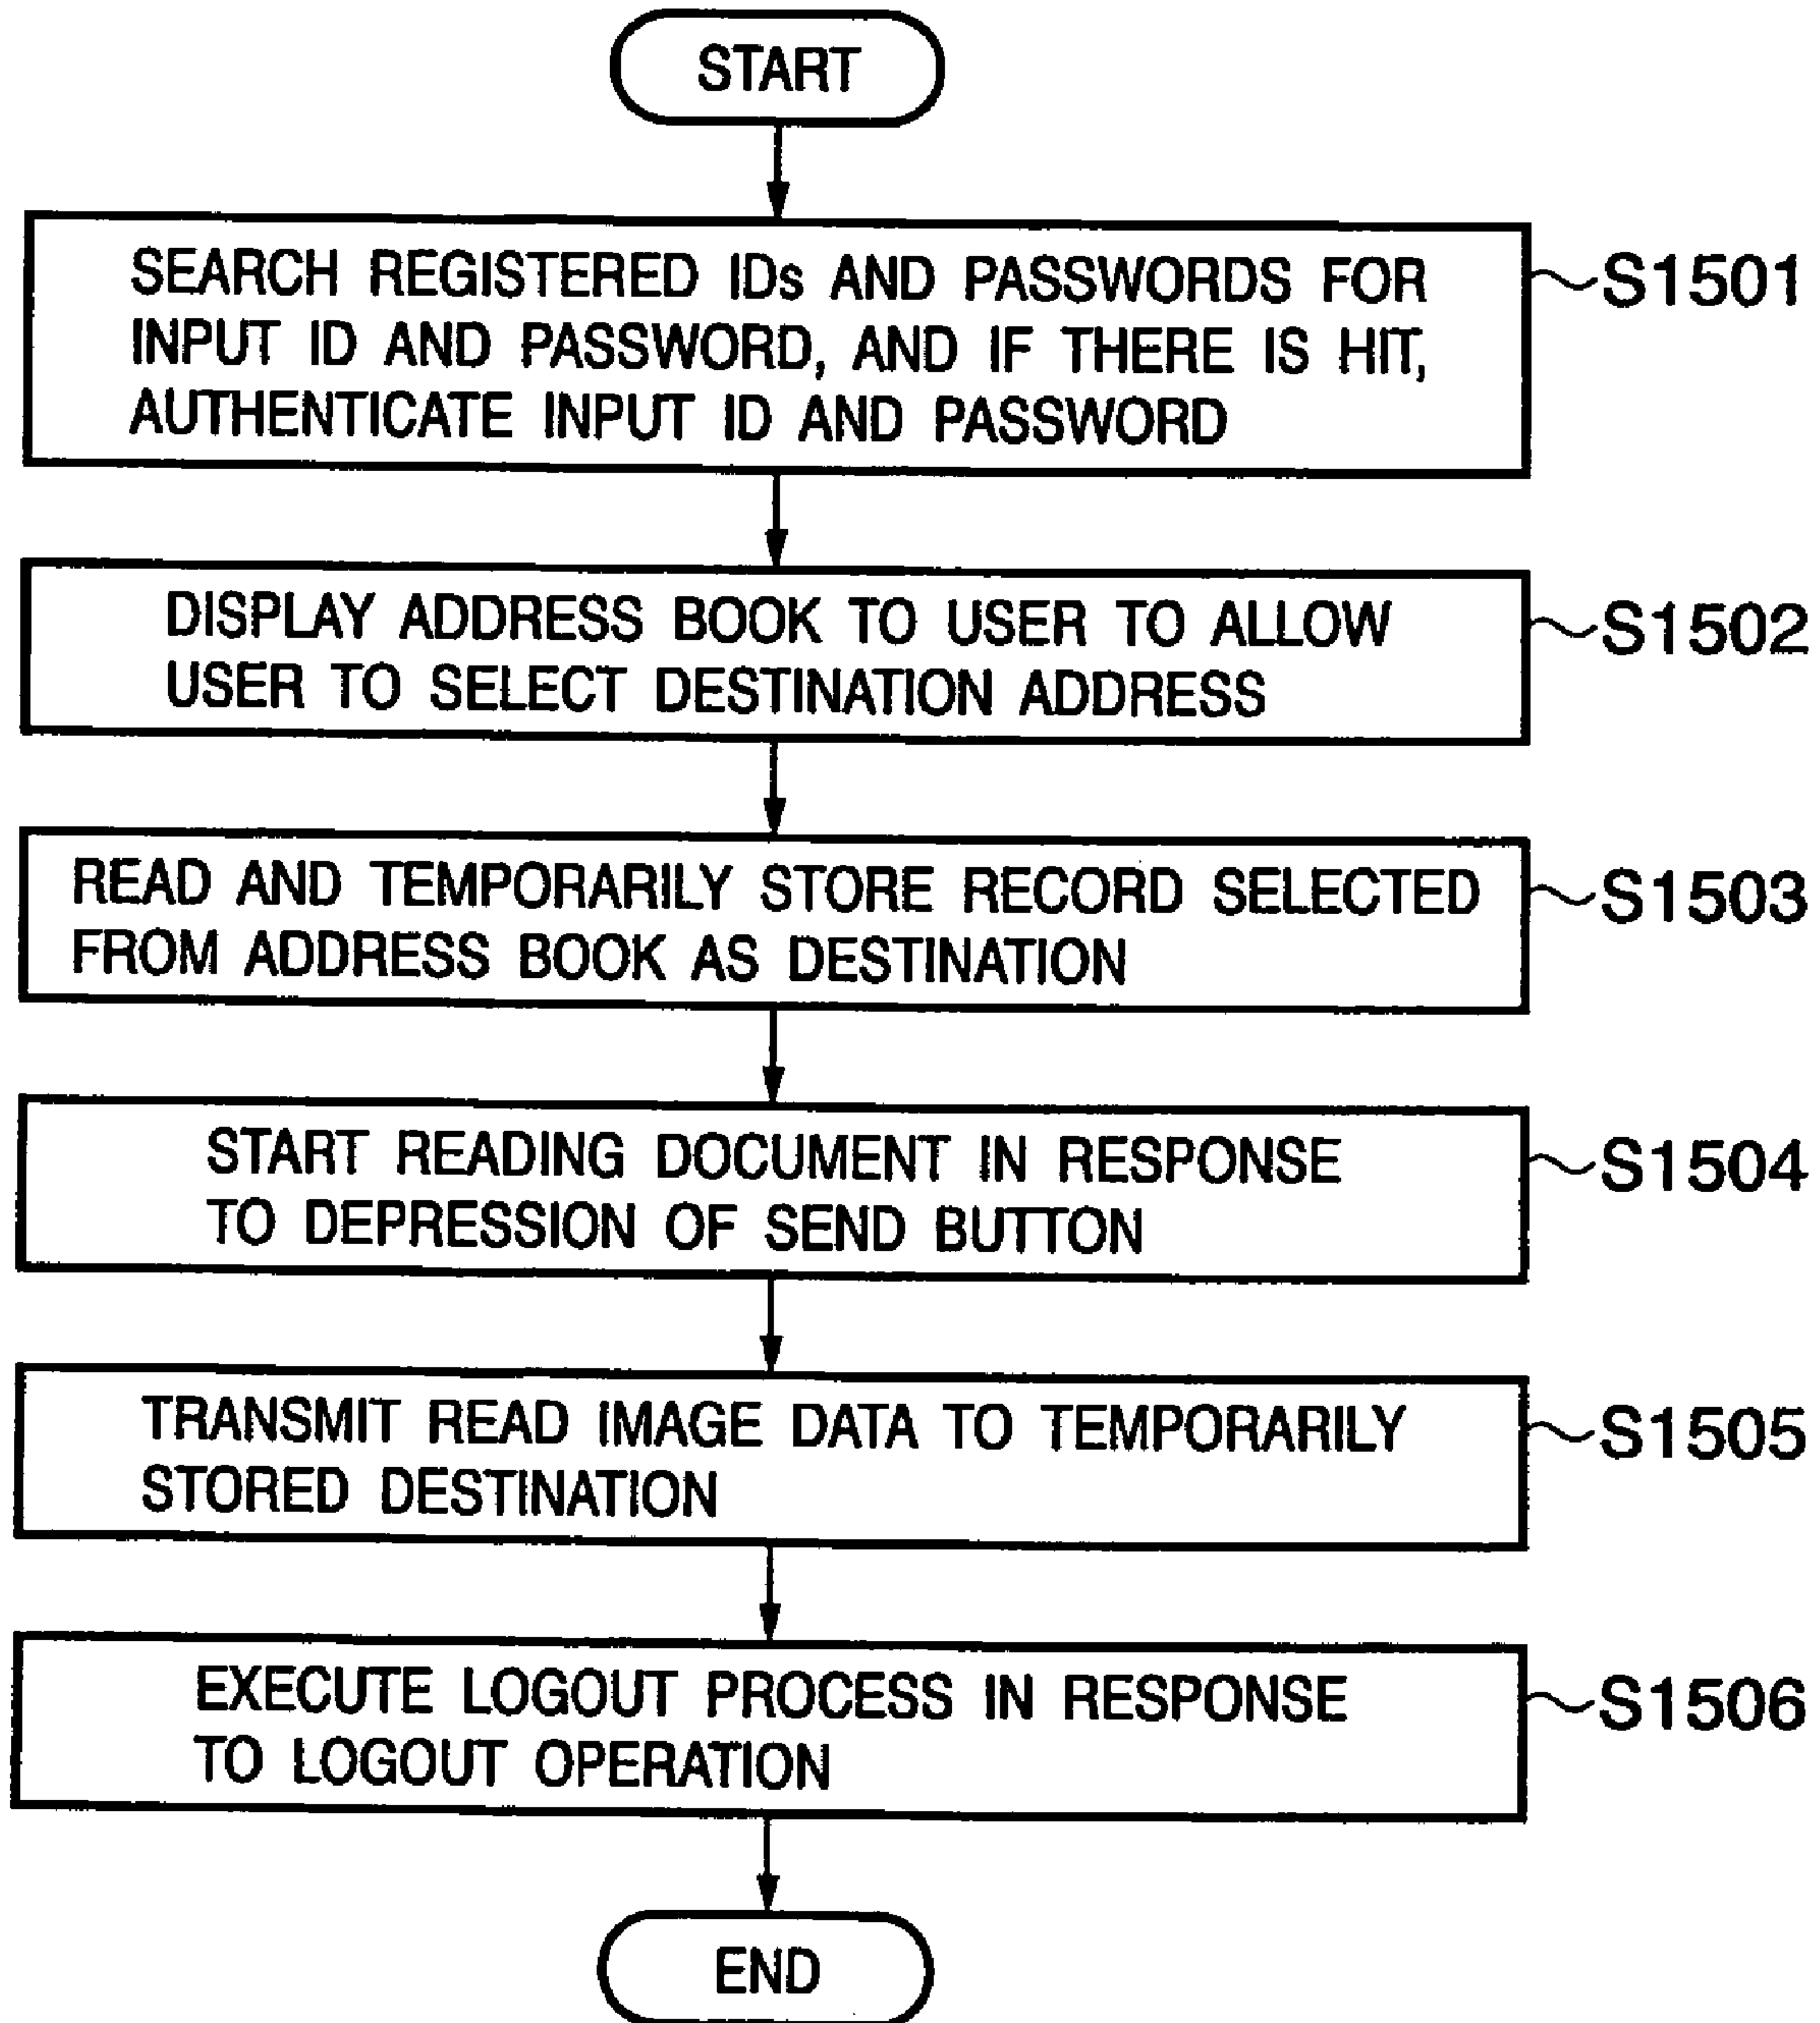 START
SEARCH REGISTERED IDs AND PASSWORDS FOR
INPUT ID AND PASSWORD, AND IF THERE IS HIT,
AUTHENTICATE INPUT ID AND PASSWORD
S1501
DISPLAY ADDRESS BOOK TO USER TO ALLOW
USER TO SELECT DESTINATION ADDRESS
S1502
READ AND TEMPORARILY STORE RECORD SELECTED
FROM ADDRESS BOOK AS DESTINATION
S1503
START READING DOCUMENT IN RESPONSE
TO DEPRESSION OF SEND BUTTON
S1504
TRANSMIT READ IMAGE DATA TO TEMPORARILY
STORED DESTINATION
S1505
EXECUTE LOGOUT PROCESS IN RESPONSE
TO LOGOUT OPERATION
S1506
END